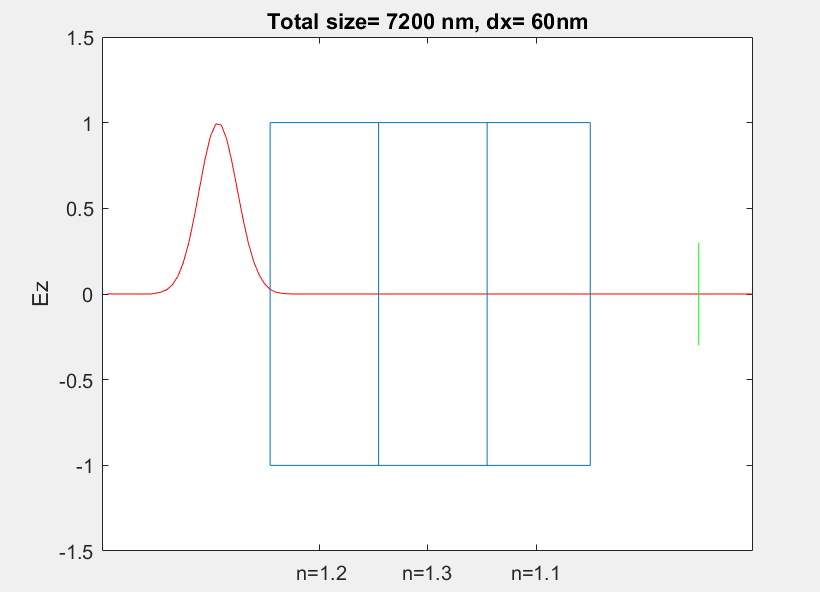 Total size= 7200 nm, dx= 60nm
1.5
1
0.5
0
-0.5
-1
-1.5
Ez
n=1.2
n=1.3
n=1.1